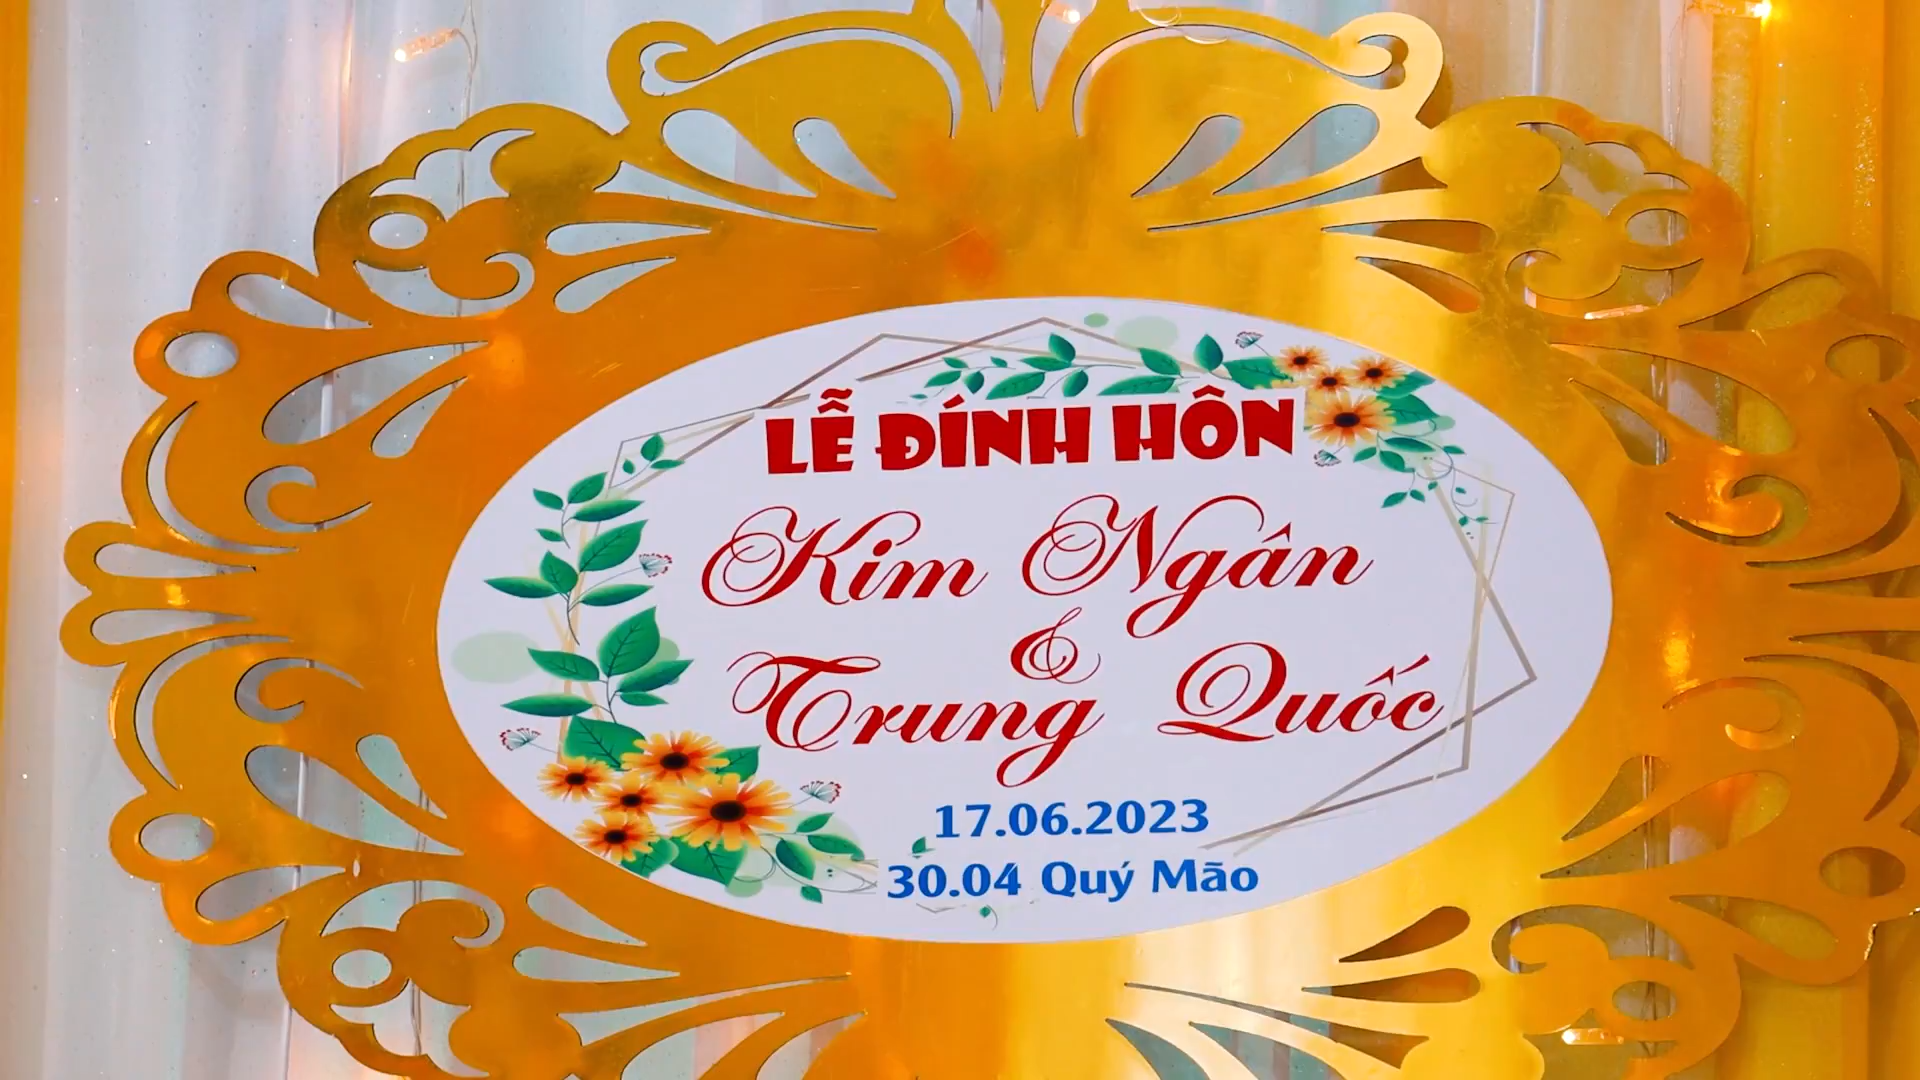 LỄ ĐÍNH HÔN
Kim Ngân
&
Trung Quốc
17.06.2023
30.04 Quý Mão